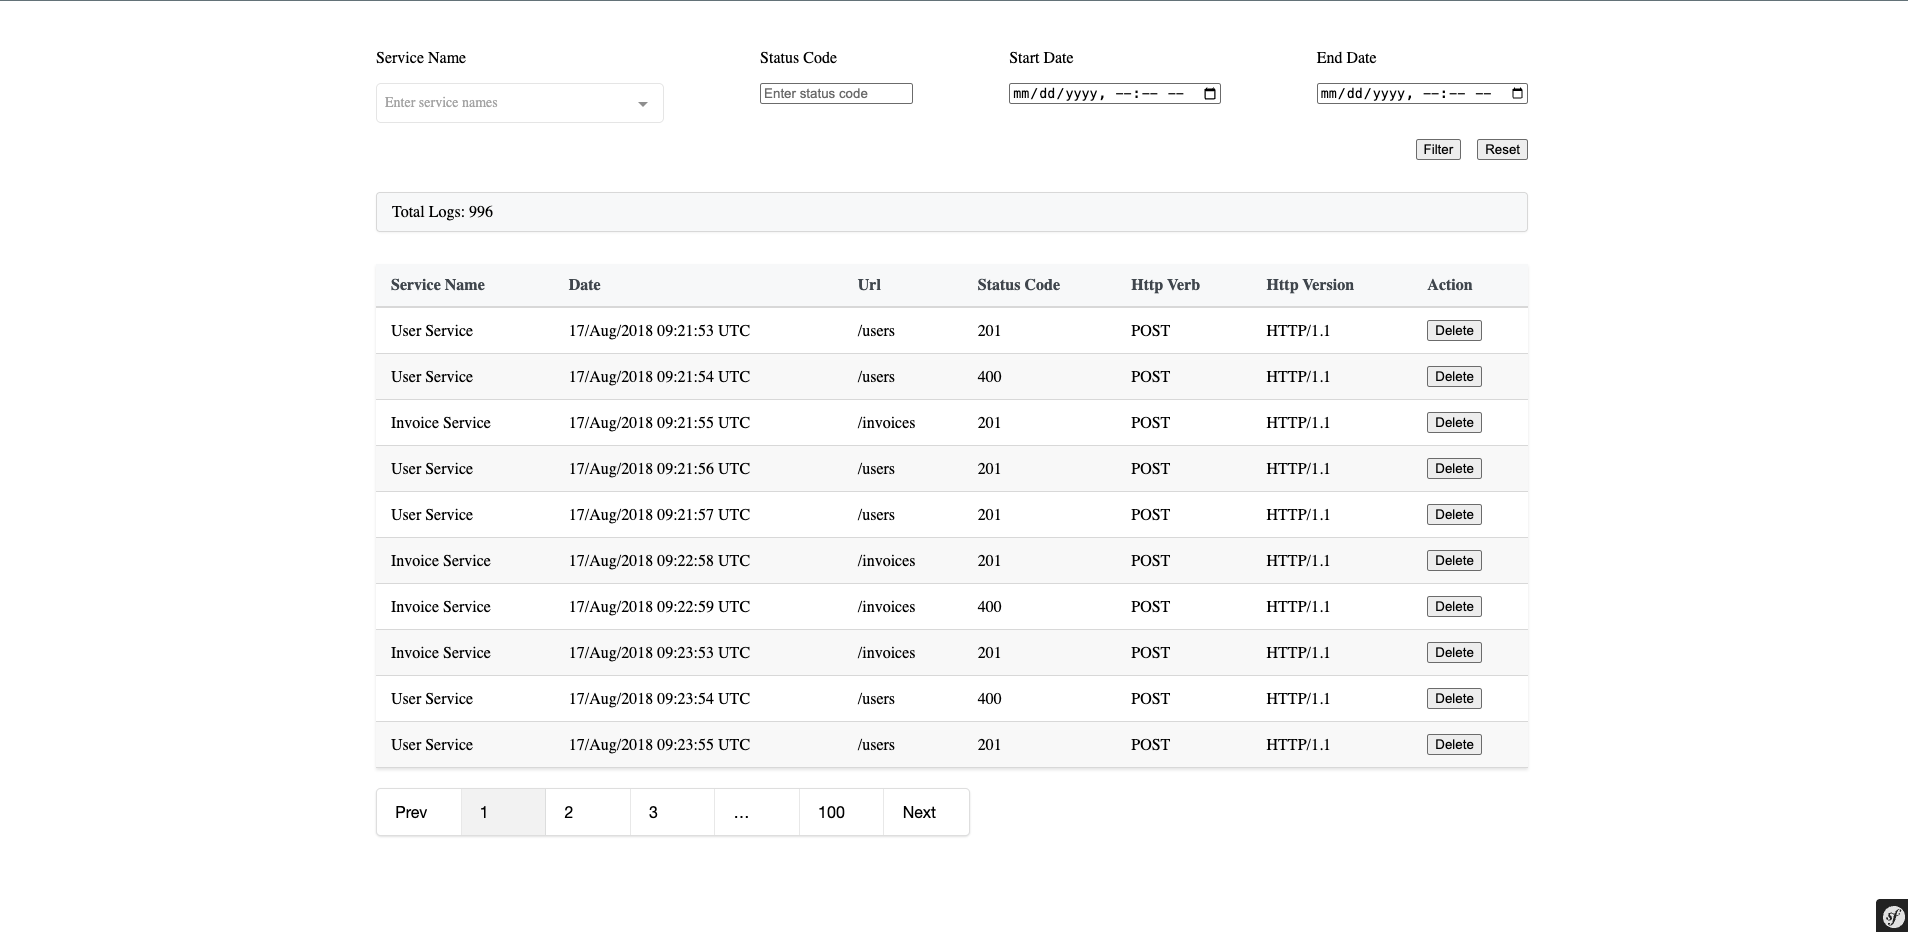 Service Name Status Code Start Date End Date
Enter service names Enter status code mm/dd/yyyy, --:-- -- mm/dd/yyyy, --:-- --
Filter Reset
Total Logs: 996
Service Name Date Url Status Code Http Verb Http Version Action
User Service 17/Aug/2018 09:21:53 UTC /users 201 POST HTTP/1.1 Delete
User Service 17/Aug/2018 09:21:54 UTC /users 400 POST HTTP/1.1 Delete
Invoice Service 17/Aug/2018 09:21:55 UTC /invoices 201 POST HTTP/1.1 Delete
User Service 17/Aug/2018 09:21:56 UTC /users 201 POST HTTP/1.1 Delete
User Service 17/Aug/2018 09:21:57 UTC /users 201 POST HTTP/1.1 Delete
Invoice Service 17/Aug/2018 09:22:58 UTC /invoices 201 POST HTTP/1.1 Delete
Invoice Service 17/Aug/2018 09:22:59 UTC /invoices 400 POST HTTP/1.1 Delete
Invoice Service 17/Aug/2018 09:23:53 UTC /invoices 201 POST HTTP/1.1 Delete
User Service 17/Aug/2018 09:23:54 UTC /users 400 POST HTTP/1.1 Delete
User Service 17/Aug/2018 09:23:55 UTC /users 201 POST HTTP/1.1 Delete
Prev 1 2 3 ... 100 Next
sf